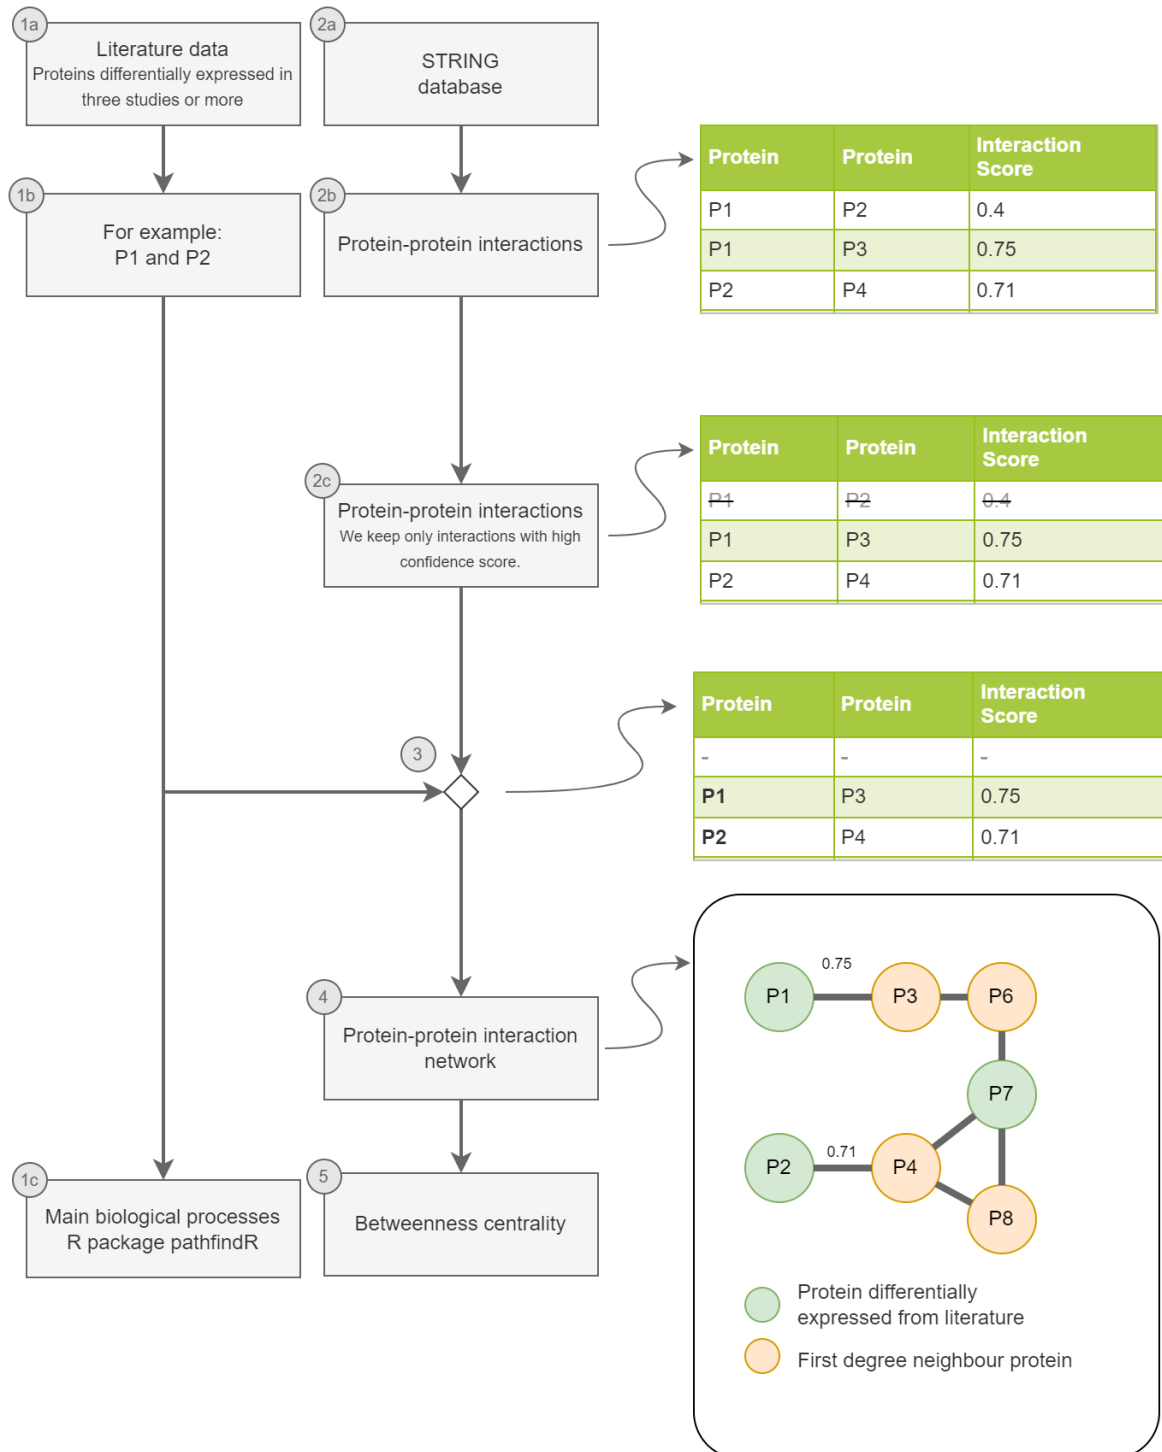 1a
Literature data
Proteins differentially expressed in
three studies or more
2a
STRING
database
1b
For example:
P1 and P2
2b
Protein-protein interactions
Protein Protein Interaction
Score
P1 P2 0.4
P1 P3 0.75
P2 P4 0.71
2c
Protein-protein interactions
We keep only interactions with high
confidence score.
Protein Protein Interaction
Score
P1 P2 0.4
P1 P3 0.75
P2 P4 0.71
3
Protein Protein Interaction
Score
- - -
P1 P3 0.75
P2 P4 0.71
4
Protein-protein interaction
network
0.75
P1 P3 P6
P7
0.71
P2 P4
P8
Protein differentially
expressed from literature
First degree neighbour protein
1c
Main biological processes
R package pathfindR
5
Betweenness centrality